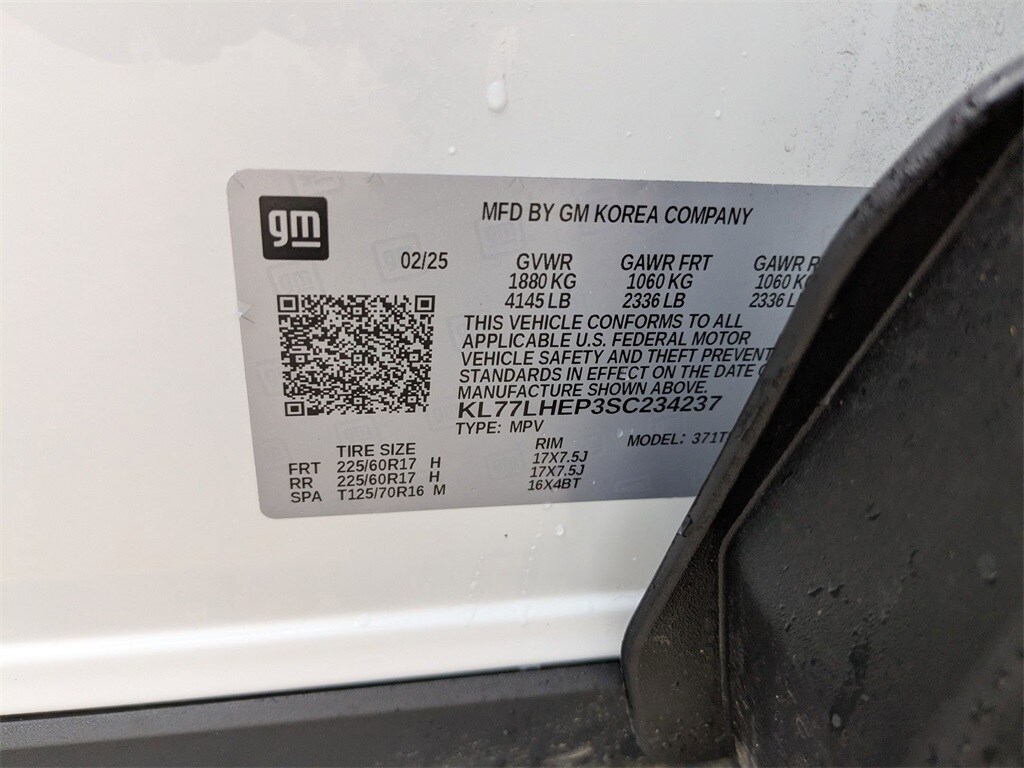 gm
MFD BY GM KOREA COMPANY
02/25 GVWR GAWR FRT GAWR
1880 KG 1060 KG 1060
4145 LB 2336 LB 2336
THIS VEHICLE CONFORMS TO ALL
APPLICABLE U.S. FEDERAL MOTOR
VEHICLE SAFETY AND THEFT PREVENT
STANDARDS IN EFFECT ON THE DATE
MANUFACTURE SHOWN ABOVE.
KL77LHEP3SC234237
TYPE: MPV MODEL: 371T
TIRE SIZE RIM
FRT 225/60R17 H 17X7.5J
RR 225/60R17 H 17X7.5J
SPA T125/70R16 M 16X4BT